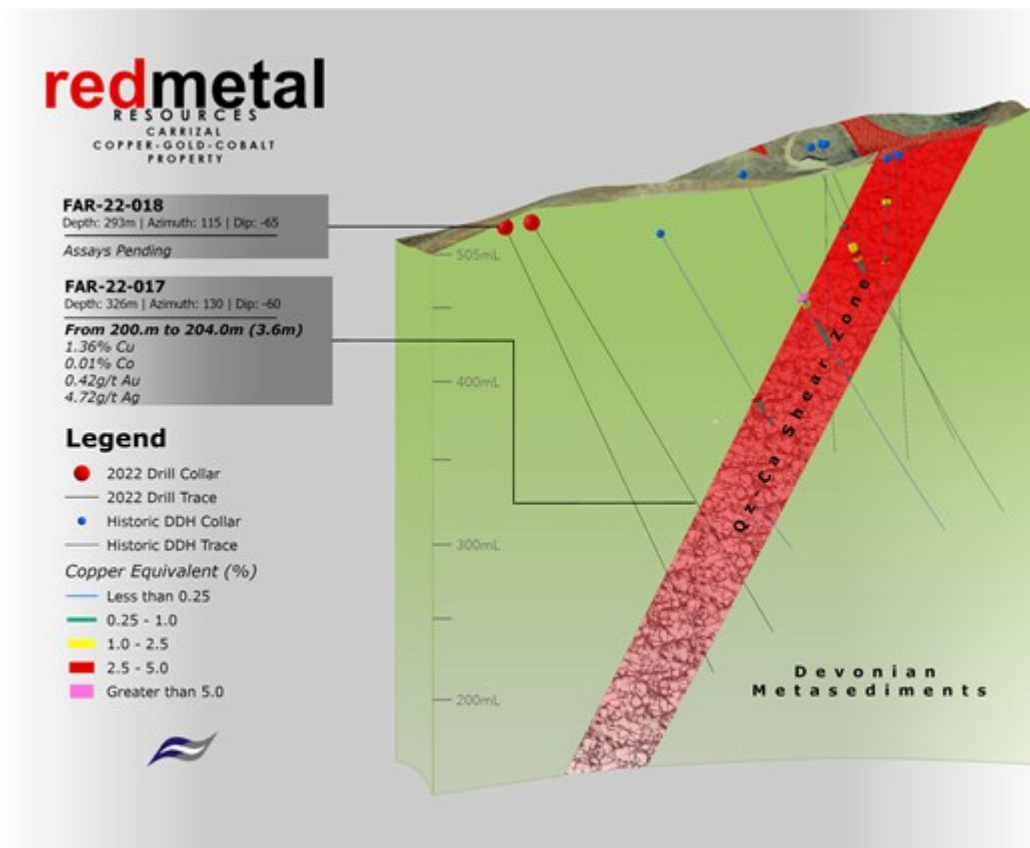 redmetal
RESOURCES
CARRIZAL
COPPER-GOLD-COBALT
PROPERTY
FAR-22-018
Depth: 293m | Azimuth: 115 | Dip: -65
Assays Pending
FAR-22-017
Depth: 326m | Azimuth: 130 | Dip: -60
From 200.m to 204.0m (3.6m)
1.36% Cu
0.01% Co
0.42g/t Au
4.72g/t Ag
Legend
2022 Drill Collar
2022 Drill Trace
Historic DDH Collar
Historic DDH Trace
Copper Equivalent (%)
Less than 0.25
0.25 - 1.0
1.0 - 2.5
2.5 - 5.0
Greater than 5.0
505mL
400mL
300mL
200mL
Qz-Ca Shear Zone
Devonian
Metasediments